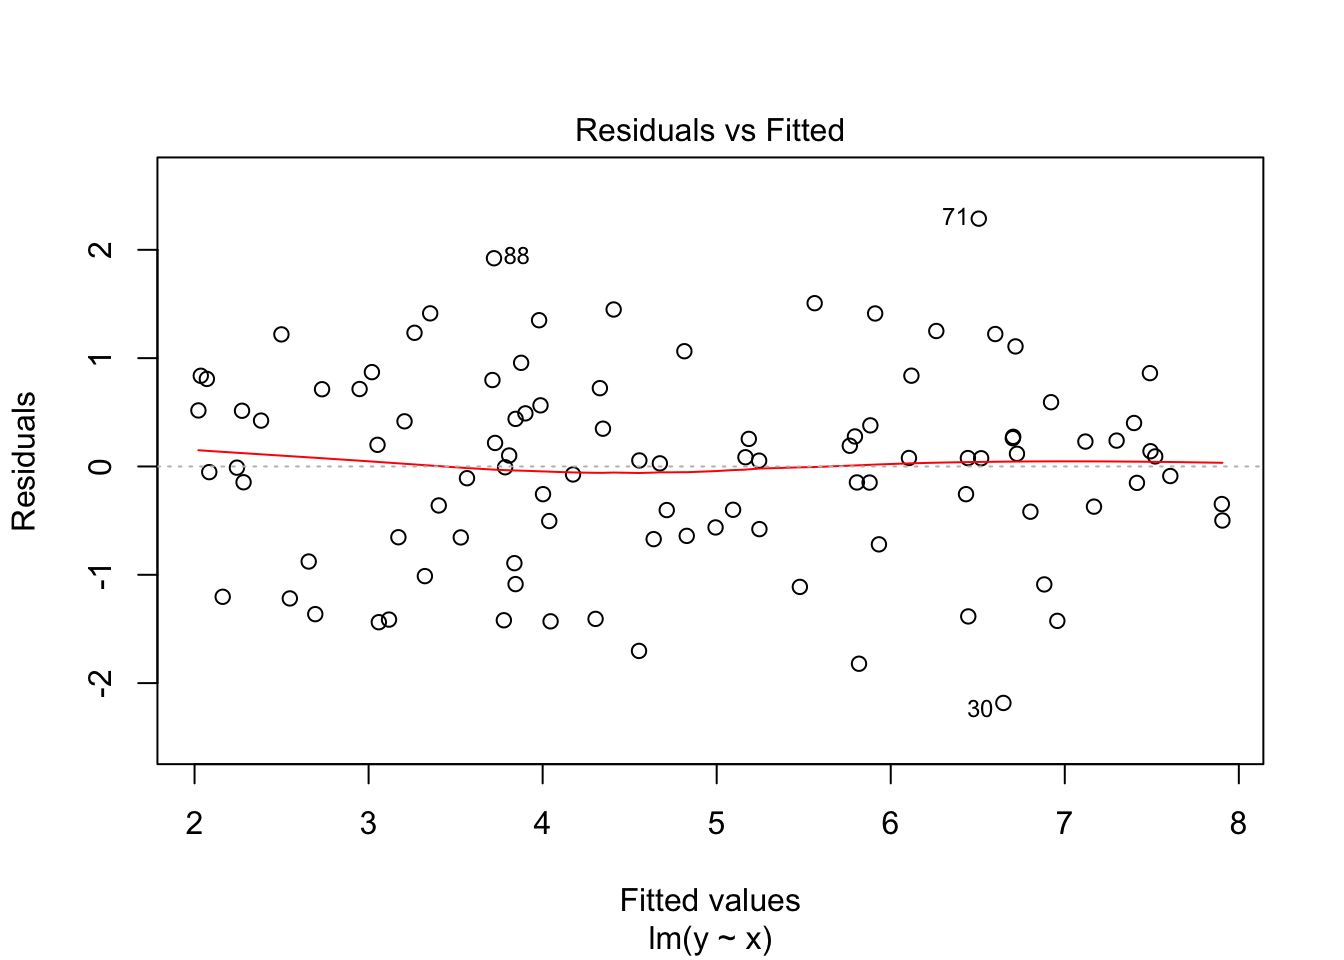 Residuals vs Fitted
71
88
30
Residuals
2
1
0
-1
-2
2 3 4 5 6 7 8
Fitted values
lm(y ~ x)